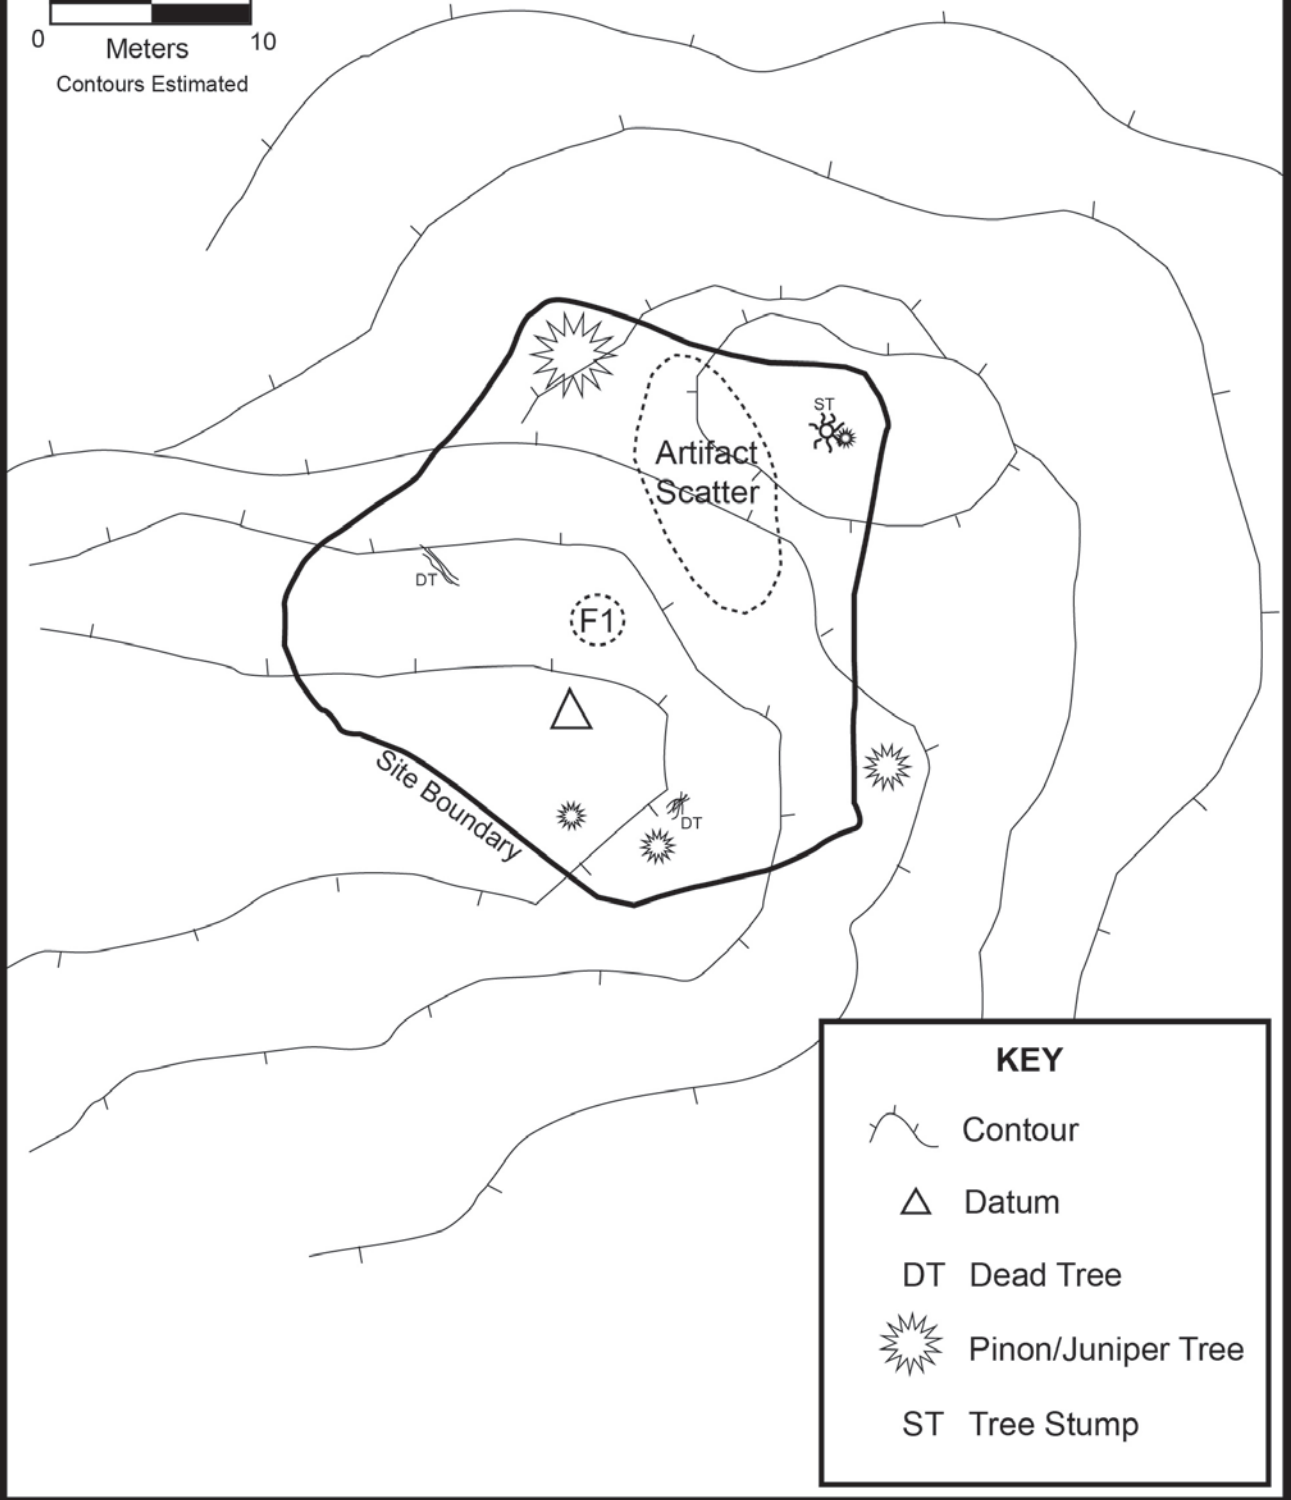 0 10
Meters
Contours Estimated
ST
Artifact
Scatter
DT
F1
Site Boundary
DT
KEY
Contour
Datum
DT Dead Tree
Pinon/Juniper Tree
ST Tree Stump